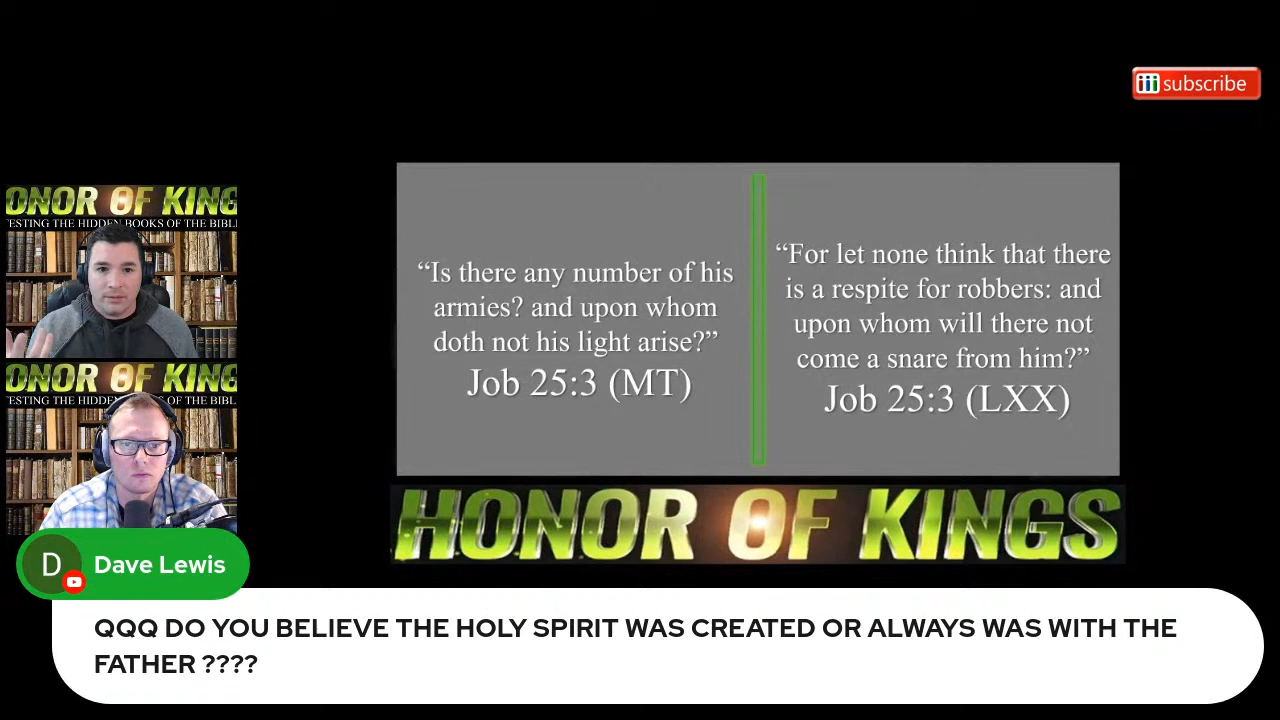 subscribe
ONOR OF KING
ESTING THE HIDDEN BOOKS OF THE BIBL
ONOR OF KING
ESTING THE HIDDEN BOOKS OF THE BIBL
“Is there any number of his
armies? and upon whom
doth not his light arise?”
Job 25:3 (MT)
“For let none think that there
is a respite for robbers: and
upon whom will there not
come a snare from him?”
Job 25:3 (LXX)
HONOR OF KINGS
D
Dave Lewis
QQQ DO YOU BELIEVE THE HOLY SPIRIT WAS CREATED OR ALWAYS WAS WITH THE
FATHER ????